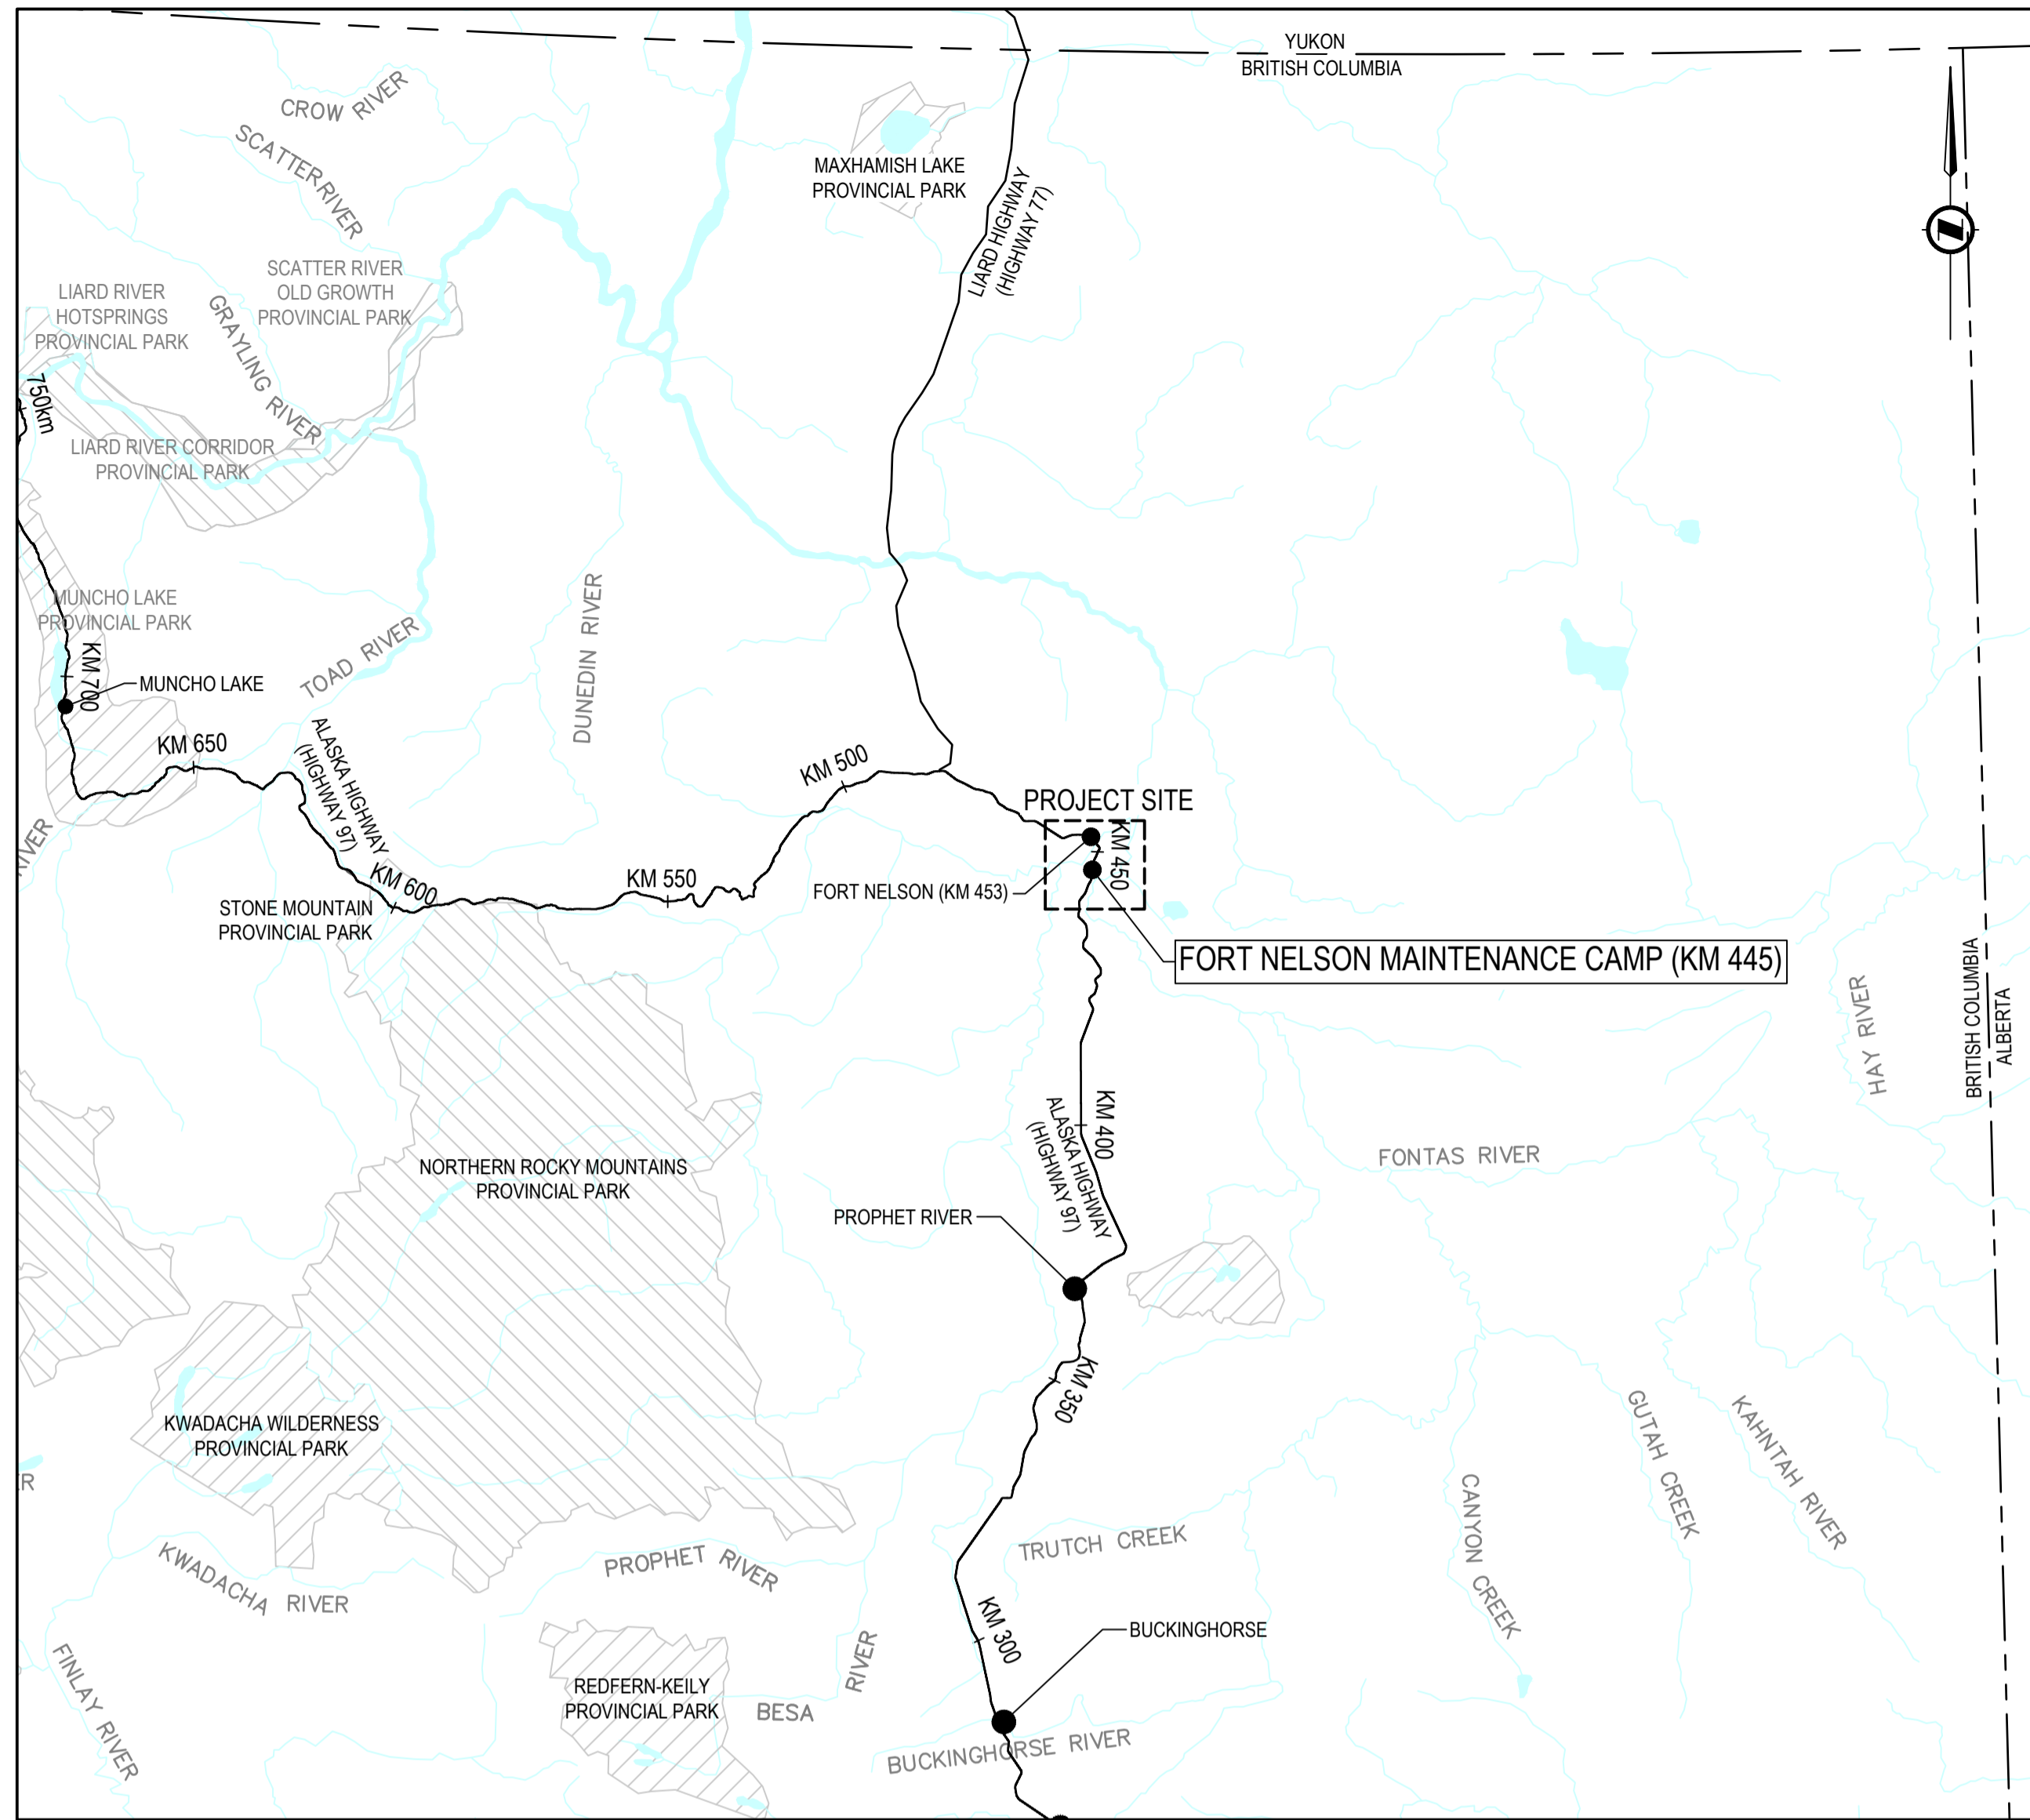 YUKON
BRITISH COLUMBIA
CROW RIVER
SCATTER RIVER
MAXHAMISH LAKE
PROVINCIAL PARK
LIARD HIGHWAY
(HIGHWAY 77)
N
SCATTER RIVER
OLD GROWTH
PROVINCIAL PARK
LIARD RIVER
HOTSPRINGS
PROVINCIAL PARK
GRAYLING RIVER
750km
LIARD RIVER CORRIDOR
PROVINCIAL PARK
MUNCHO LAKE
PROVINCIAL PARK
TOAD RIVER
DUNEDIN RIVER
KM 700
MUNCHO LAKE
KM 650
ALASKA HIGHWAY
(HIGHWAY 97)
KM 500
PROJECT SITE
KM 450
RIVER
KM 600
KM 550
FORT NELSON (KM 453)
STONE MOUNTAIN
PROVINCIAL PARK
FORT NELSON MAINTENANCE CAMP (KM 445)
HAY RIVER
BRITISH COLUMBIA
ALBERTA
KM 400
ALASKA HIGHWAY
(HIGHWAY 97)
FONTAS RIVER
NORTHERN ROCKY MOUNTAINS
PROVINCIAL PARK
PROPHET RIVER
KM 350
KWADACHA WILDERNESS
PROVINCIAL PARK
GUTAH CREEK
KAHNTAH RIVER
CANYON CREEK
ER
TRUTCH CREEK
PROPHET RIVER
KWADACHA RIVER
KM 300
BUCKINGHORSE
FINLAY RIVER
REDFERN-KEILY
PROVINCIAL PARK
BESA RIVER
BUCKINGHORSE RIVER